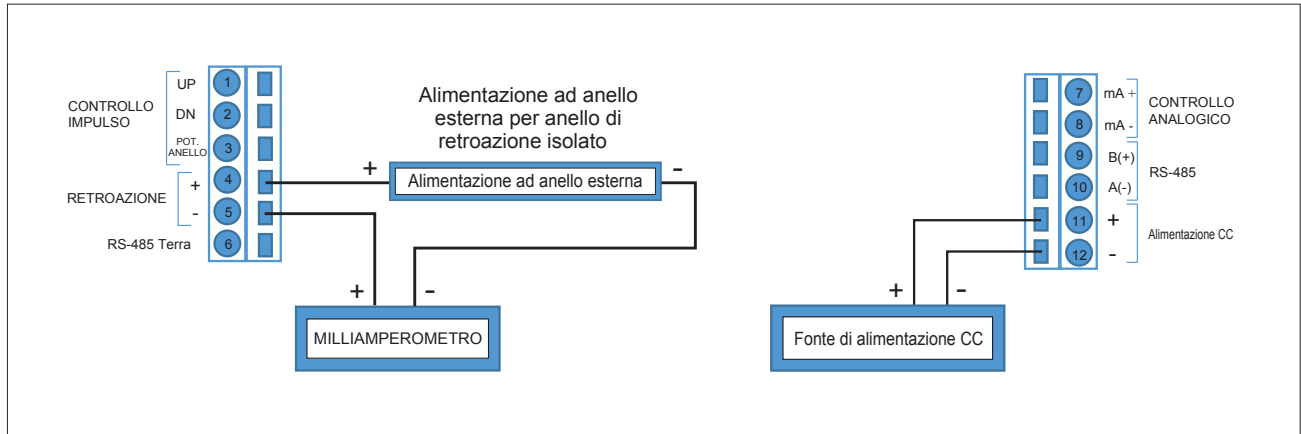 UP
1
DN
2
POT.
ANELLO
3
CONTROLLO
IMPULSO
+
4
-
5
RETROAZIONE
RS-485 Terra
6
Alimentazione ad anello
esterna per anello di
retroazione isolato
+
-
Alimentazione ad anello esterna
+
-
MILLIAMPEROMETRO
7
mA +
8
mA -
CONTROLLO
ANALOGICO
9
B(+)
10
A(-)
RS-485
11
+
12
-
Alimentazione CC
+
-
Fonte di alimentazione CC